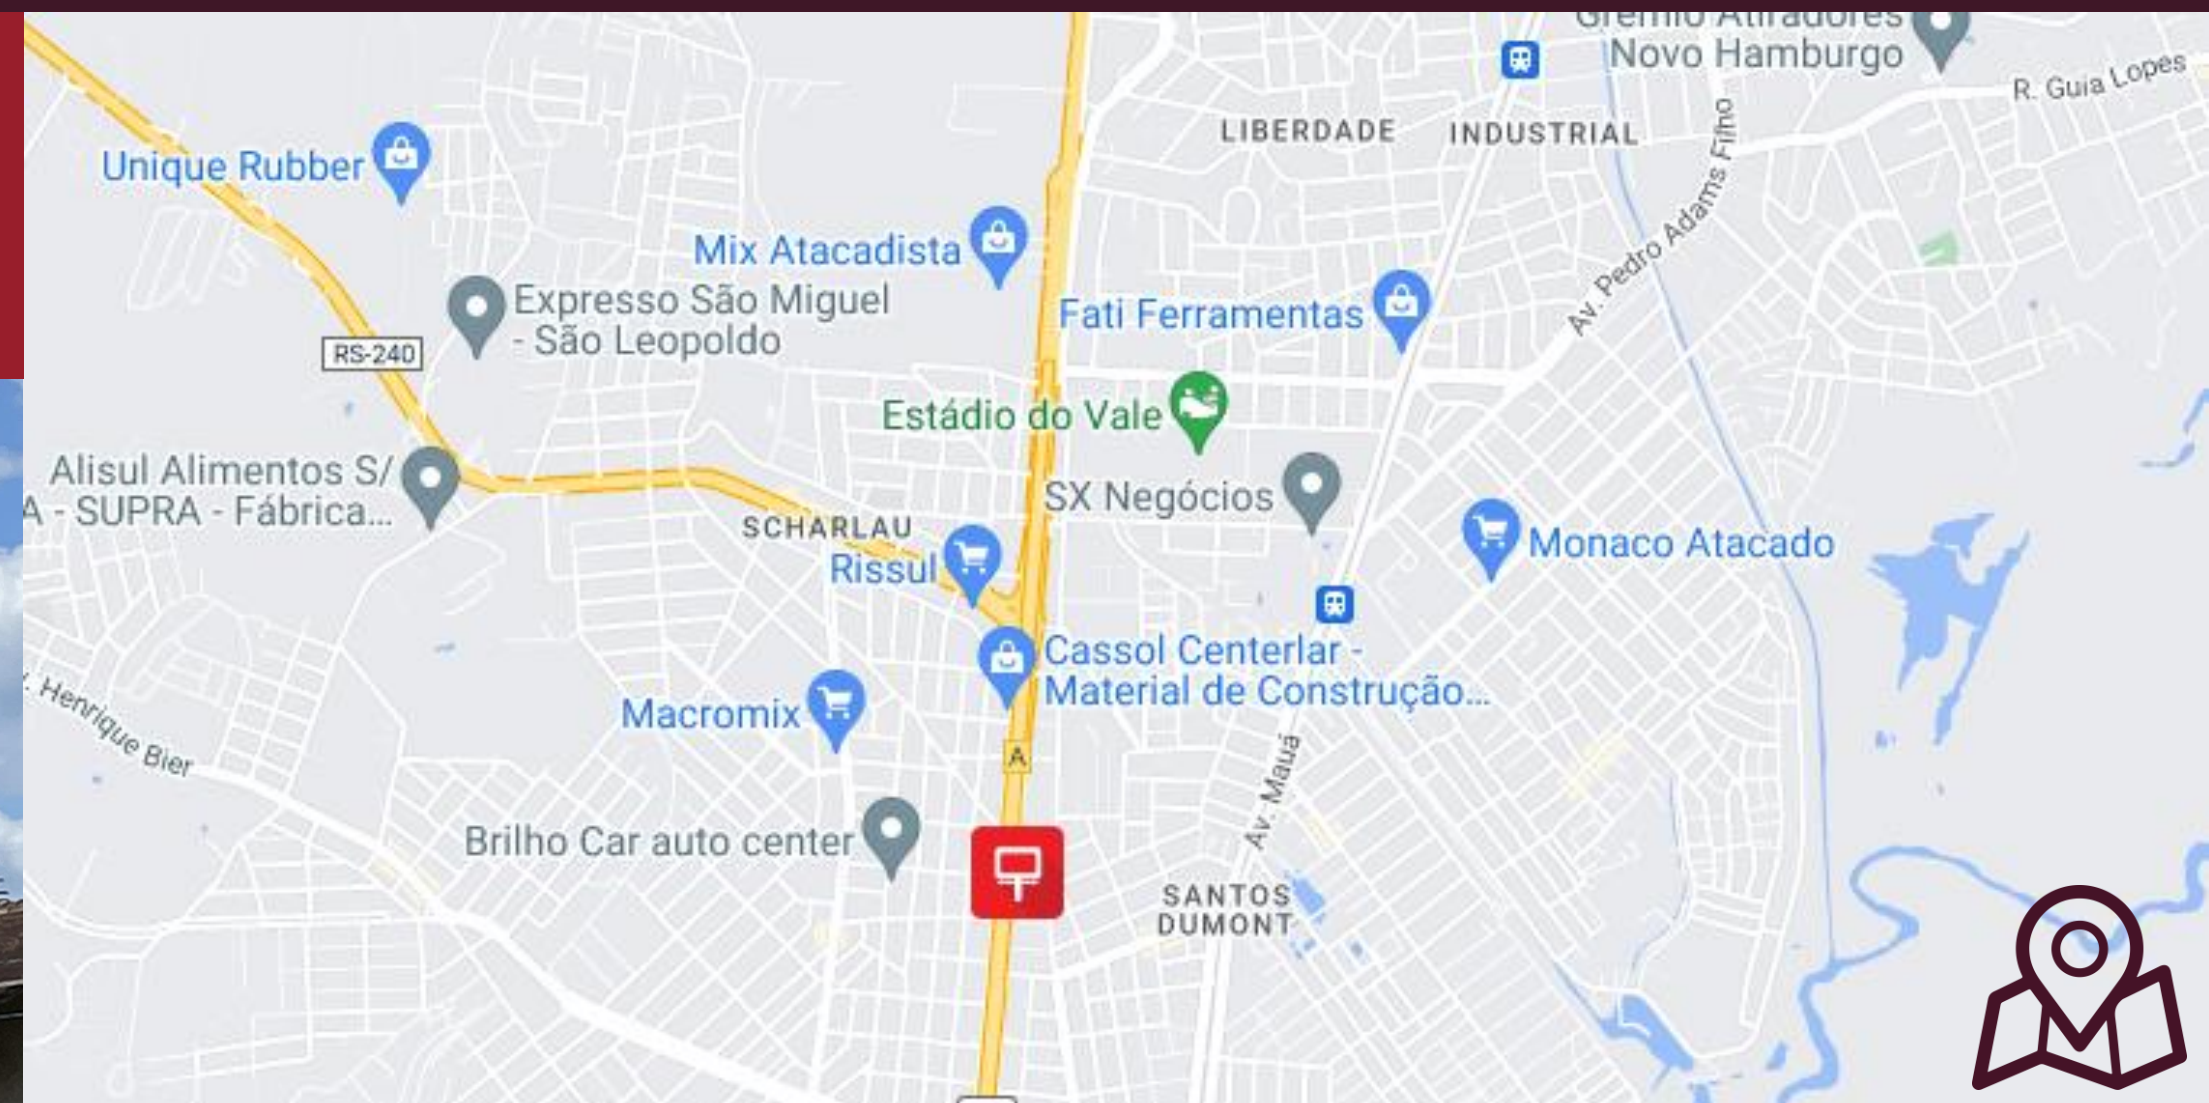 Grêmio Atiradores
Novo Hamburgo
R. Guia Lopes
LIBERDADE
INDUSTRIAL
Av. Pedro Adams Filho
Unique Rubber
Mix Atacadista
Expresso São Miguel
- São Leopoldo
Fati Ferramentas
RS-240
Estádio do Vale
Alisul Alimentos S/
A - SUPRA - Fábrica...
SX Negócios
SCHARLAU
Rissul
Monaco Atacado
Cassol Centerlar -
Material de Construção...
Macromix
. Henrique Bier
A
Av. Mauá
Brilho Car auto center
SANTOS
DUMONT